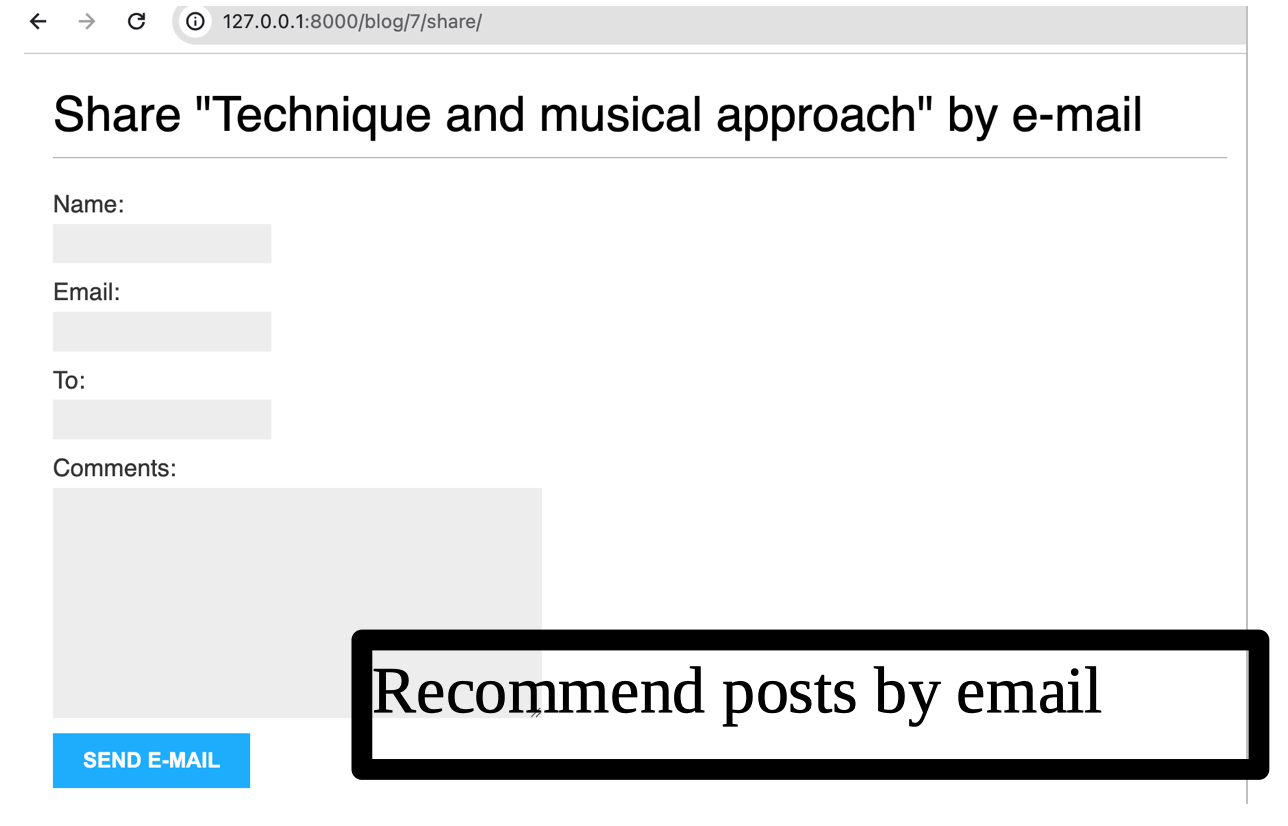 127.0.0.1:8000/blog/7/share/
Share "Technique and musical approach" by e-mail
Name:
Email:
To:
Comments:
Recommend posts by email
SEND E-MAIL